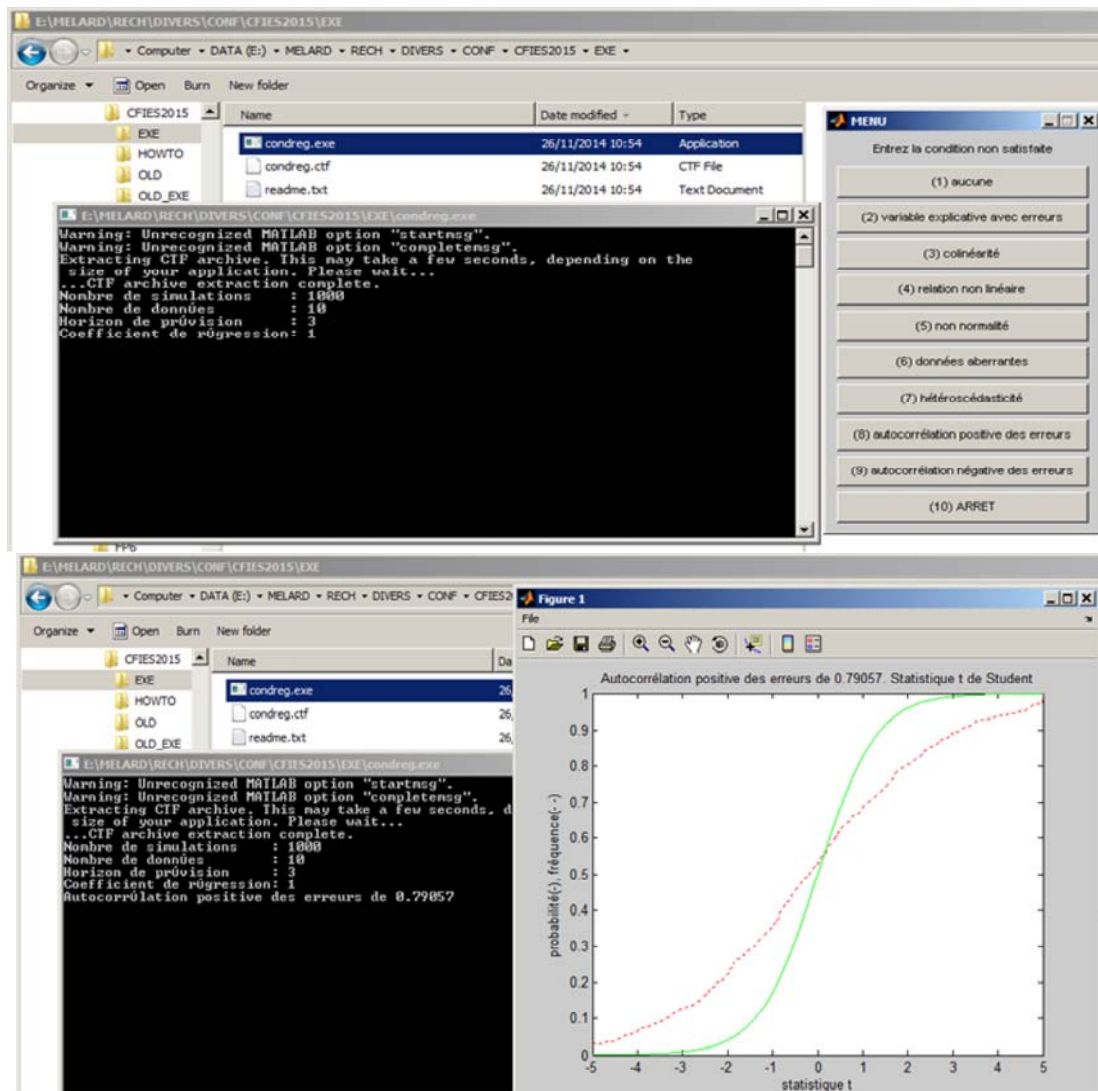 E:\MELARD\RECH\DIVERS\CONF\CFIES2015\EXE
Computer DATA (E:) MELARD RECH DIVERS CONF CFIES2015 EXE
Organize Open Burn New folder
CFIES2015
EXE
HOWTO
OLD
OLD_EXE
Name Date modified Type
condreg.exe 26/11/2014 10:54 Application
condreg.ctf 26/11/2014 10:54 CTF File
readme.txt 26/11/2014 10:54 Text Document
E:\MELARD\RECH\DIVERS\CONF\CFIES2015\EXE\condreg.exe
Warning: Unrecognized MATLAB option "startmsg".
Warning: Unrecognized MATLAB option "completemsg".
Extracting CTF archive. This may take a few seconds, depending on the
size of your application. Please wait...
...CTF archive extraction complete.
Nombre de simulations : 1000
Nombre de donnÚes : 10
Horizon de prÚvision : 3
Coefficient de rÚgression: 1
MENU
Entrez la condition non satisfaite
(1) aucune
(2) variable explicative avec erreurs
(3) colinéarité
(4) relation non linéaire
(5) non normalité
(6) données aberrantes
(7) hétéroscédasticité
(8) autocorrélation positive des erreurs
(9) autocorrélation négative des erreurs
(10) ARRET
FP6
E:\MELARD\RECH\DIVERS\CONF\CFIES2015\EXE
Computer DATA (E:) MELARD RECH DIVERS CONF CFIES2
Organize Open Burn New folder
CFIES2015
EXE
HOWTO
OLD
OLD_EXE
Name Da
condreg.exe 26,
condreg.ctf 26,
readme.txt 26,
E:\MELARD\RECH\DIVERS\CONF\CFIES2015\EXE\condreg.exe
Warning: Unrecognized MATLAB option "startmsg".
Warning: Unrecognized MATLAB option "completemsg".
Extracting CTF archive. This may take a few seconds, d
size of your application. Please wait...
...CTF archive extraction complete.
Nombre de simulations : 1000
Nombre de donnÚes : 10
Horizon de prÚvision : 3
Coefficient de rÚgression: 1
AutocorrÚlation positive des erreurs de 0.79057
Figure 1
File
Autocorrélation positive des erreurs de 0.79057. Statistique t de Student
probabilité(-), fréquence(- -)
1
0.9
0.8
0.7
0.6
0.5
0.4
0.3
0.2
0.1
0
-5 -4 -3 -2 -1 0 1 2 3 4 5
statistique t